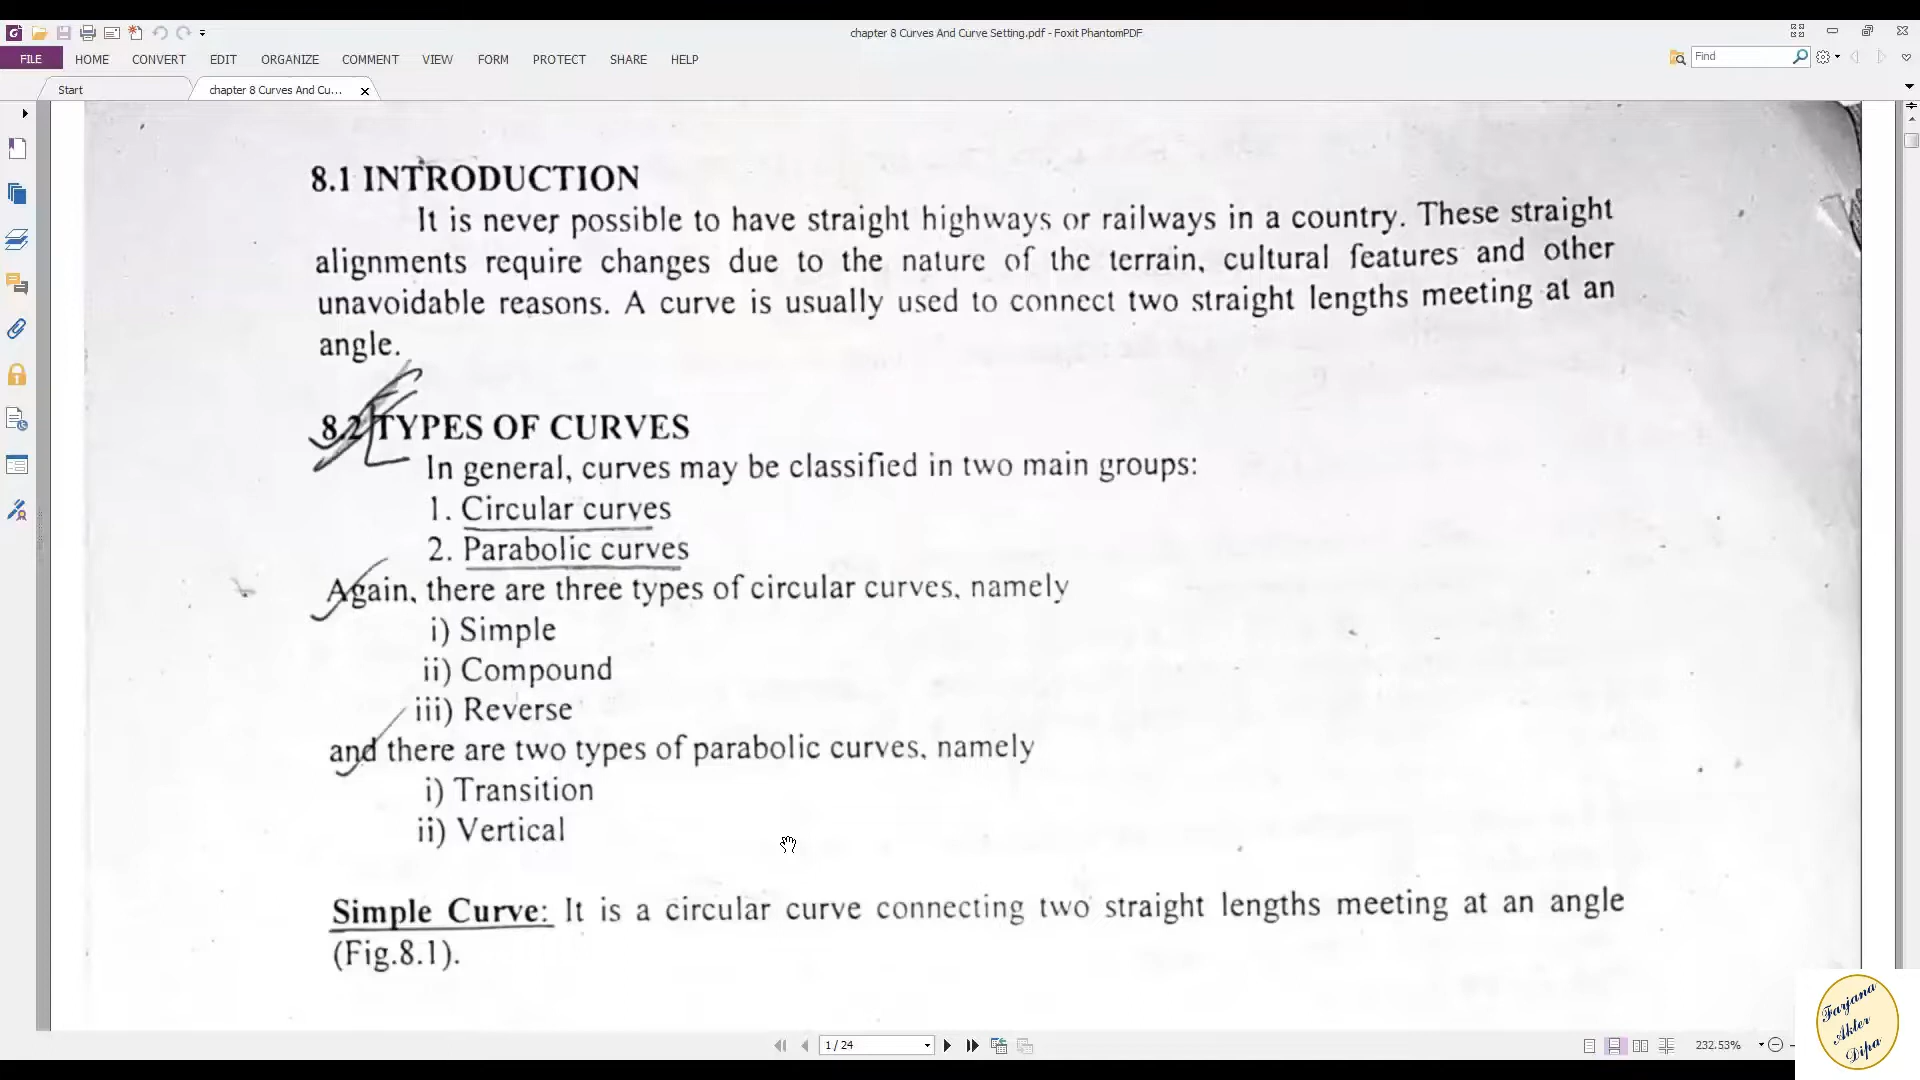 chapter 8 Curves And Curve Setting.pdf - Foxit PhantomPDF
FILE HOME CONVERT EDIT ORGANIZE COMMENT VIEW FORM PROTECT SHARE HELP
Find
Start
chapter 8 Curves And Cu...
8.1 INTRODUCTION
It is never possible to have straight highways or railways in a country. These straight
alignments require changes due to the nature of the terrain, cultural features and other
unavoidable reasons. A curve is usually used to connect two straight lengths meeting at an
angle.
8.2 TYPES OF CURVES
In general, curves may be classified in two main groups:
1. Circular curves
2. Parabolic curves
Again, there are three types of circular curves, namely
i) Simple
ii) Compound
iii) Reverse
and there are two types of parabolic curves, namely
i) Transition
ii) Vertical
Simple Curve: It is a circular curve connecting two straight lengths meeting at an angle
(Fig.8.1).
1 / 24
232.53%
Farjana
Akter
Dipa